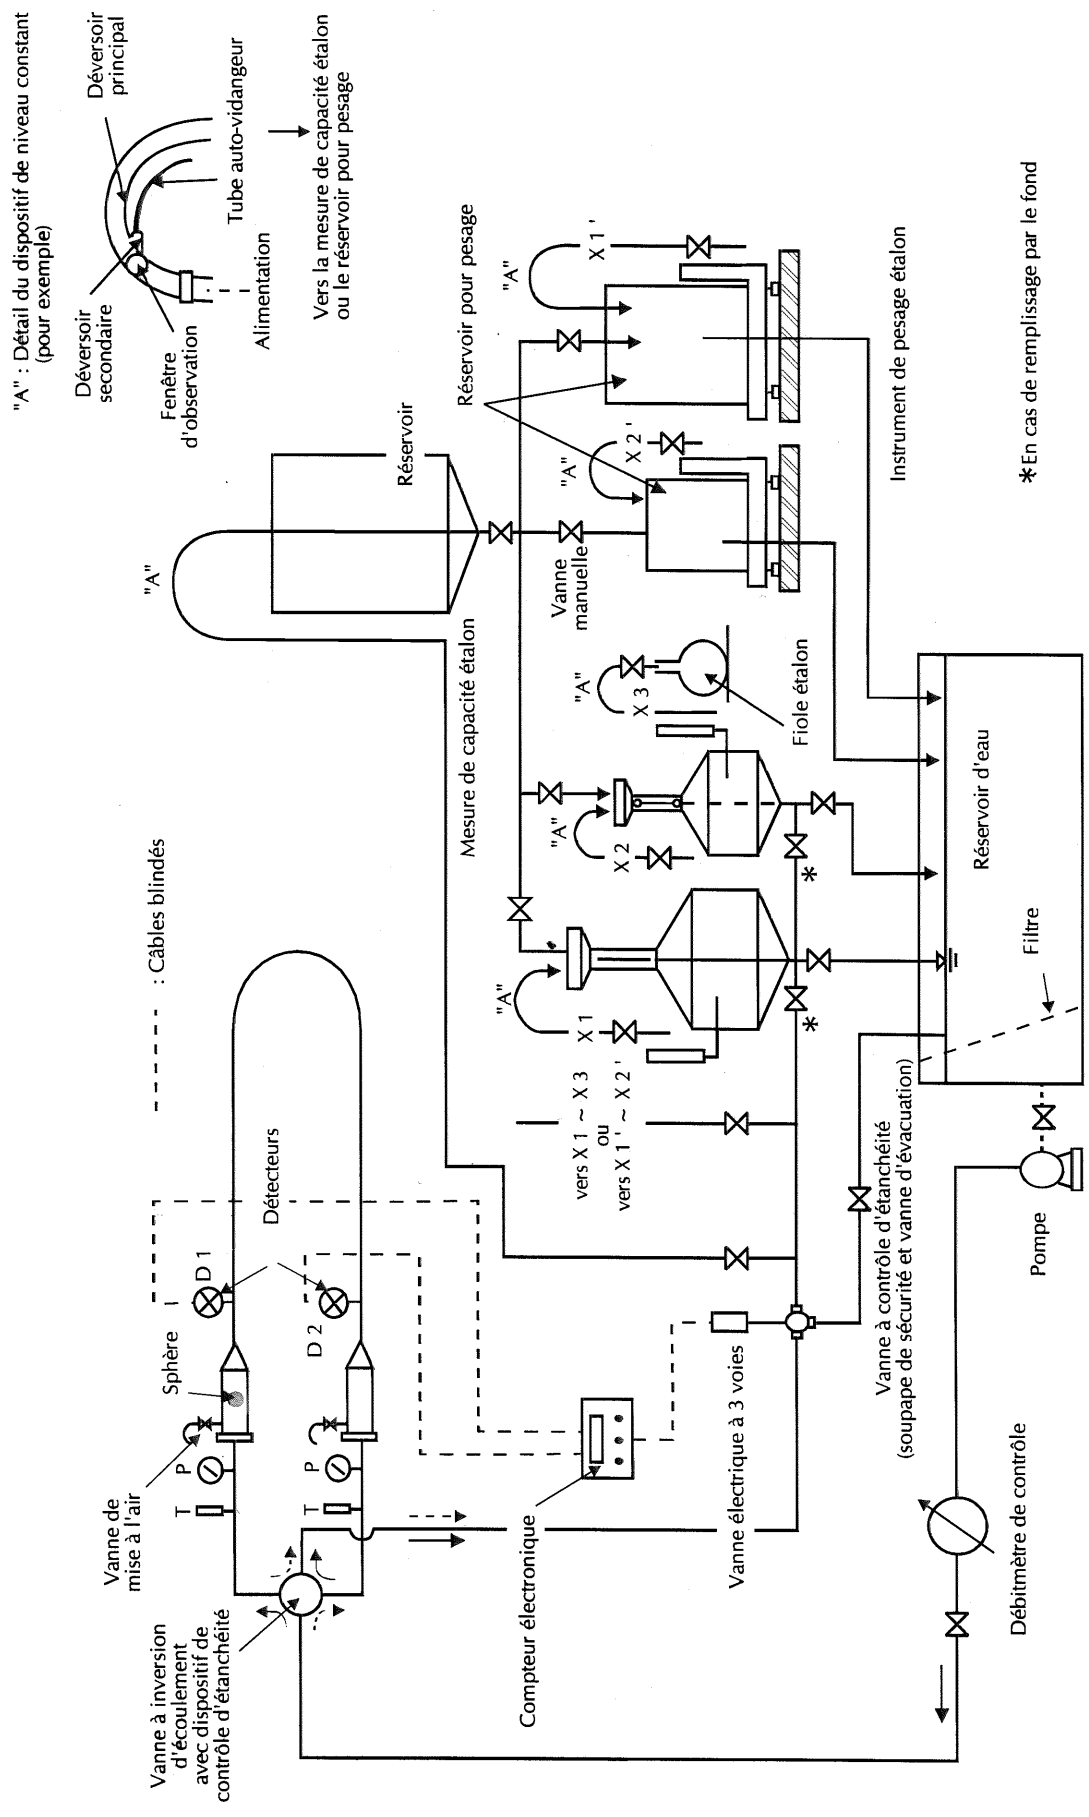 "A" : Détail du dispositif de niveau constant
(pour exemple)
Déversoir
principal
Déversoir
secondaire
Fenêtre
d'observation
Tube auto-vidangeur
Alimentation
Vers la mesure de capacité étalon
ou le réservoir pour pesage
: Câbles blindés
"A"
Réservoir
Réservoir pour pesage
Vanne
manuelle
"A"
X 2 '
"A"
X 1 '
Instrument de pesage étalon
* En cas de remplissage par le fond
Mesure de capacité étalon
"A"
X 1
"A"
X 2
"A"
X 3
Fiole étalon
*
*
vers X 1 ~ X 3
ou
vers X 1 ' ~ X 2 '
Détecteurs
D 1
D 2
Sphère
Vanne de
mise à l'air
P
T
P
T
Vanne à inversion
d'écoulement
avec dispositif de
contrôle d'étanchéité
Compteur électronique
Vanne électrique à 3 voies
Vanne à contrôle d'étanchéité
(soupape de sécurité et vanne d'évacuation)
Réservoir d'eau
Filtre
Pompe
Débitmètre de contrôle